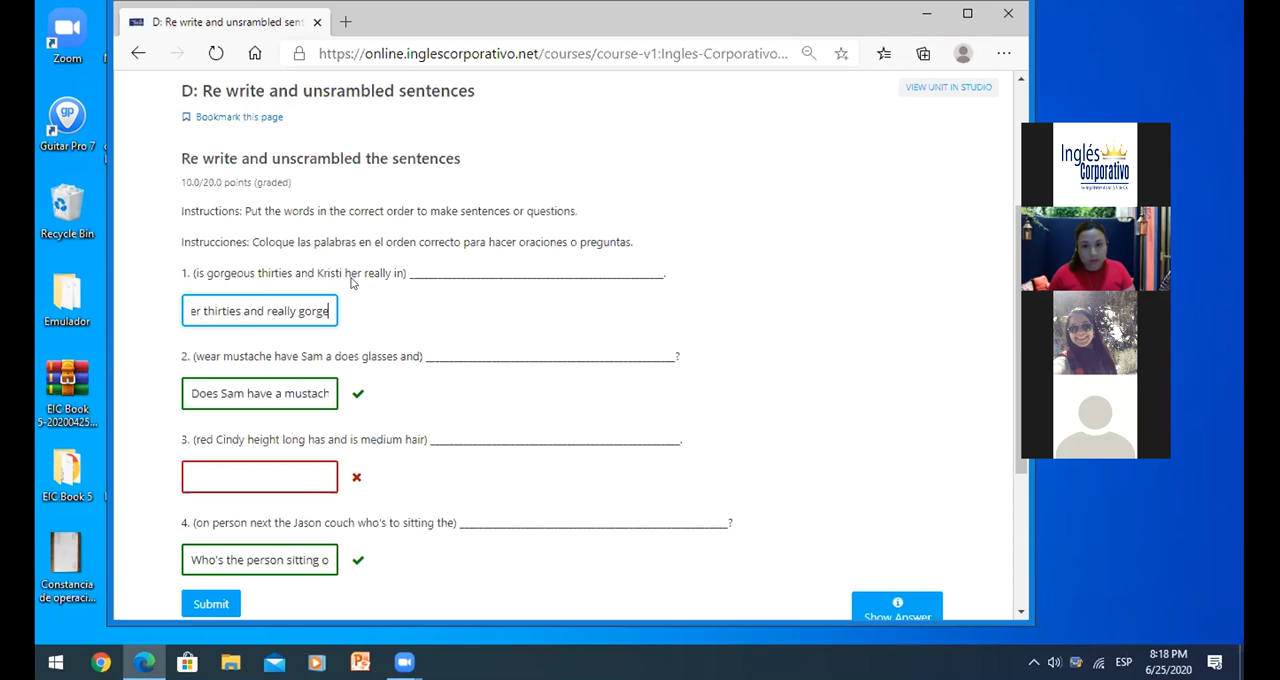 D: Re write and unsrambled sent
https://online.inglescorporativo.net/courses/course-v1:Ingles-Corporativo...
D: Re write and unsrambled sentences
VIEW UNIT IN STUDIO
Bookmark this page
Re write and unscrambled the sentences
10.0/20.0 points (graded)
Instructions: Put the words in the correct order to make sentences or questions.
Instrucciones: Coloque las palabras en el orden correcto para hacer oraciones o preguntas.
1. (is gorgeous thirties and Kristi her really in) ______________________________________.
er thirties and really gorge
2. (wear mustache have Sam a does glasses and) ______________________________________?
Does Sam have a mustach
3. (red Cindy height long has and is medium hair) ______________________________________.
4. (on person next the Jason couch who's to sitting the) ______________________________________?
Who's the person sitting o
Submit
Show Answer
Zoom
Guitar Pro 7
Recycle Bin
Emulador
EIC Book
5-20200425...
EIC Book 5
Constancia
de operaci...
Inglés
Corporativo
ESP
8:18 PM
6/25/2020